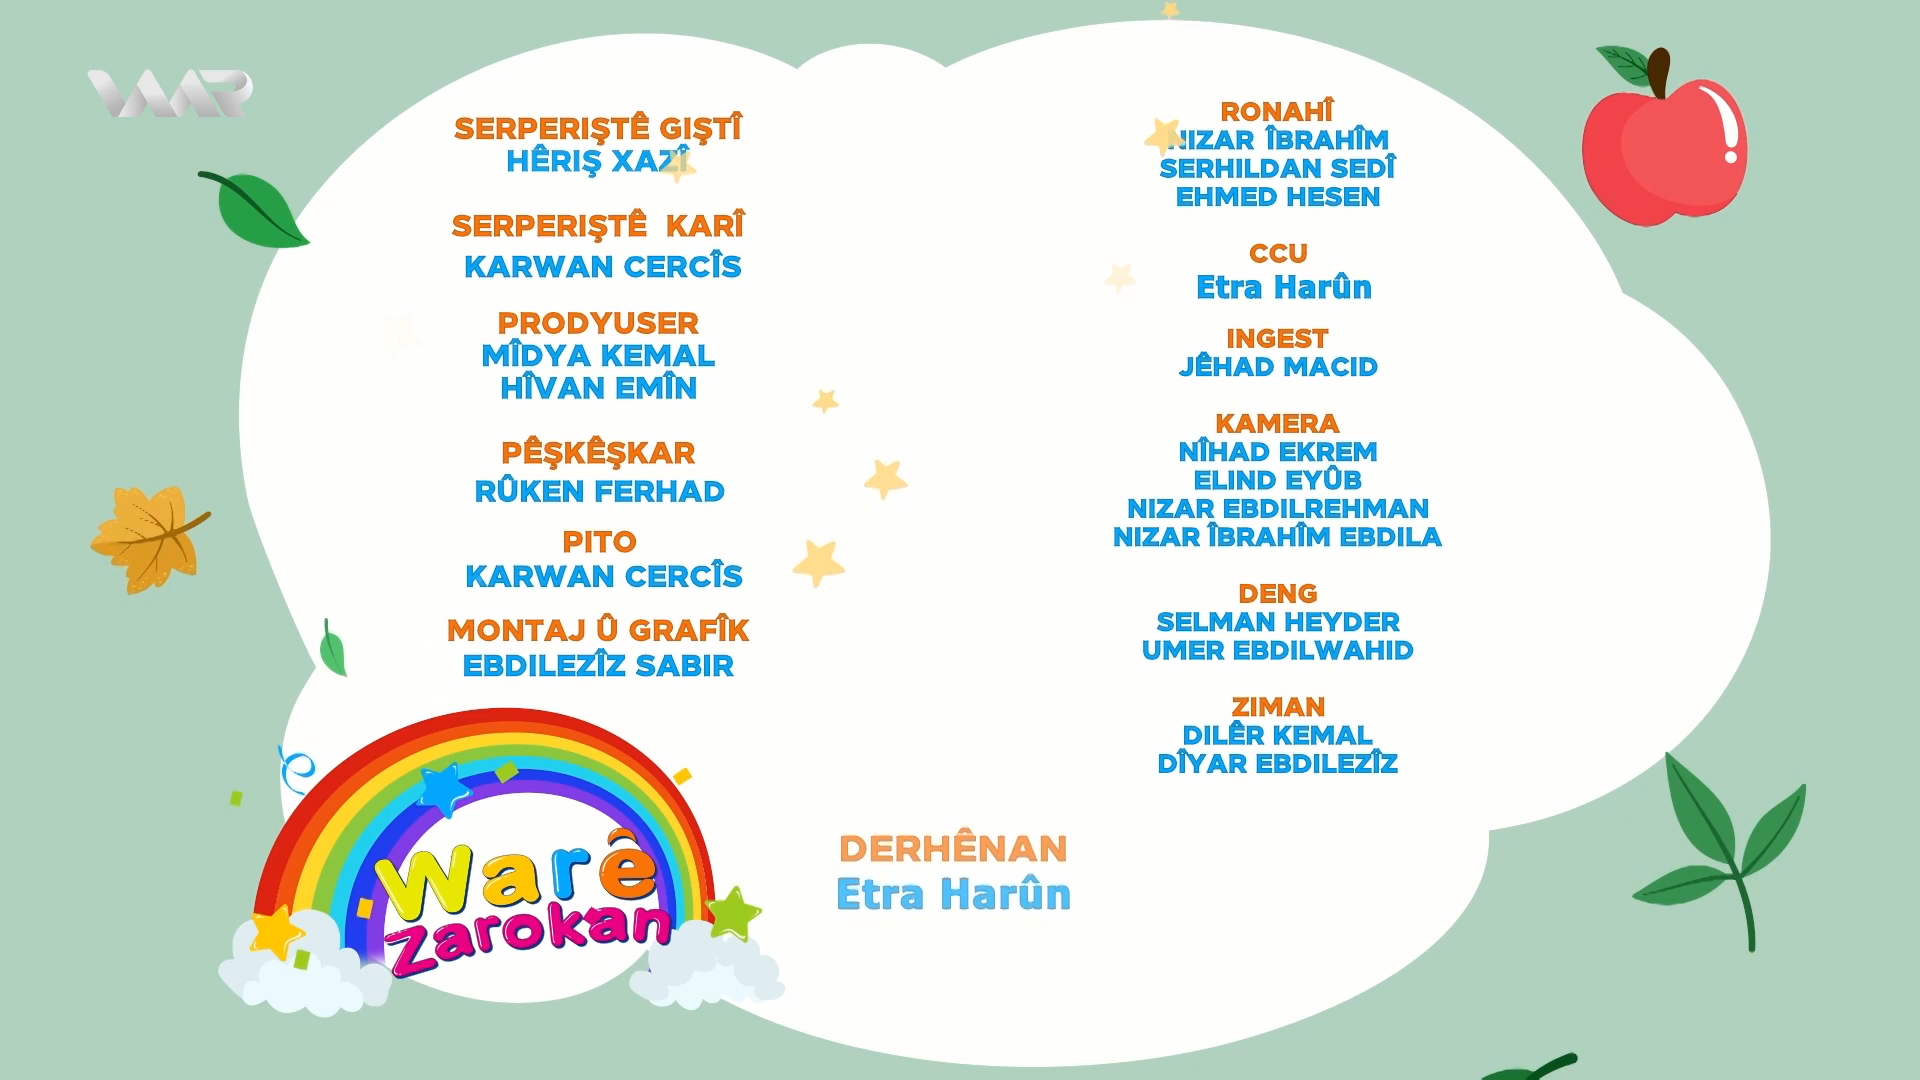 WAAR
SERPERIŞTÊ GIŞTÎ
HÊRIŞ XAZÎ
SERPERIŞTÊ KARÎ
KARWAN CERCÎS
PRODYUSER
MÎDYA KEMAL
HÎVAN EMÎN
PÊŞKÊŞKAR
RÛKEN FERHAD
PITO
KARWAN CERCÎS
MONTAJ Û GRAFÎK
EBDILEZÎZ SABIR
RONAHÎ
NIZAR ÎBRAHÎM
SERHILDAN SEDÎ
EHMED HESEN
CCU
Etra Harûn
INGEST
JÊHAD MACID
KAMERA
NÎHAD EKREM
ELIND EYÛB
NIZAR EBDILREHMAN
NIZAR ÎBRAHÎM EBDILA
DENG
SELMAN HEYDER
UMER EBDILWAHID
ZIMAN
DILÊR KEMAL
DÎYAR EBDILEZÎZ
Warê
Zarokan
DERHÊNAN
Etra Harûn